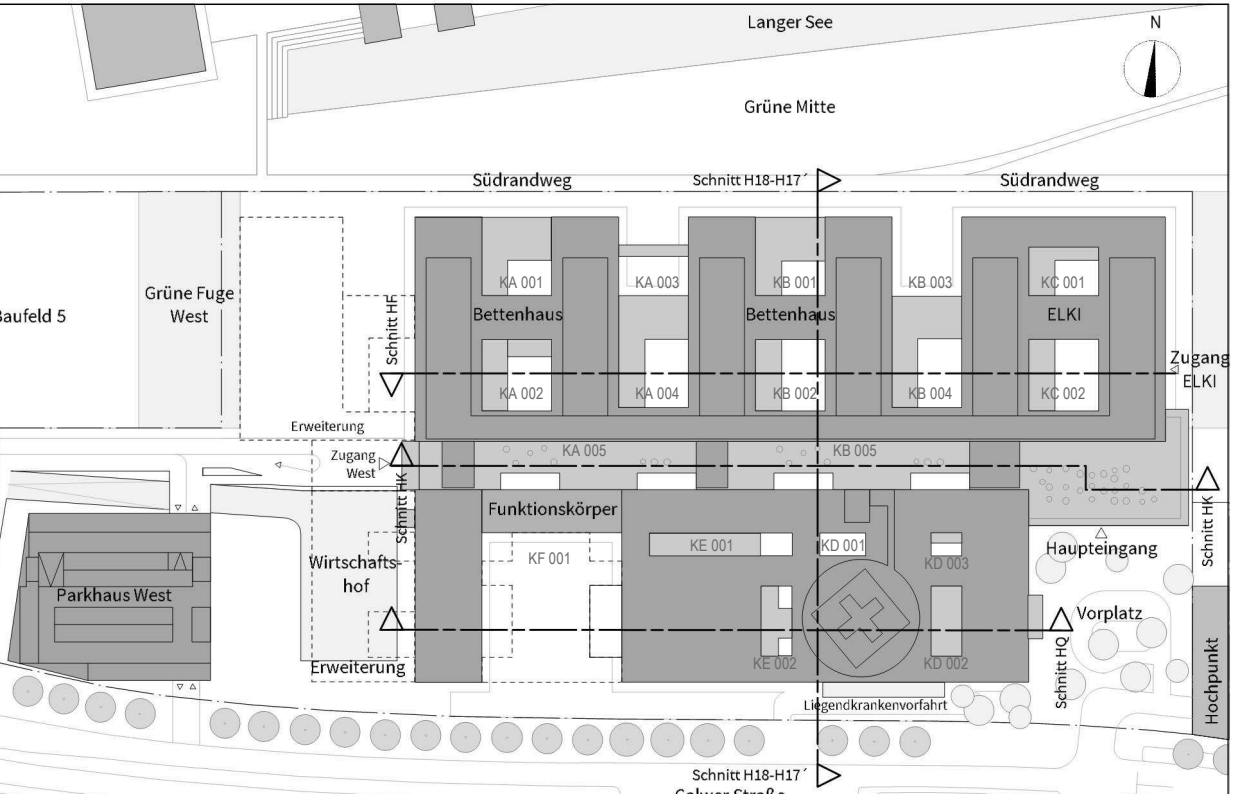 Langer See
N
Grüne Mitte
Südrandweg
Schnitt H18-H17´
Südrandweg
KA 001
KA 003
KB 001
KB 003
KC 001
Grüne Fuge
West
Baufeld 5
Schnitt HF
Bettenhaus
Bettenhaus
ELKI
Zugang
ELKI
KA 002
KA 004
KB 002
KB 004
KC 002
Erweiterung
Zugang
West
KA 005
KB 005
Schnitt HK
Schnitt HK
Funktionskörper
KE 001
KD 001
KD 003
Haupteingang
KF 001
Wirtschafts-
hof
Parkhaus West
Vorplatz
KE 002
KD 002
Erweiterung
Schnitt HQ
Hochpunkt
Liegendkrankenvorfahrt
Schnitt H18-H17´
Calwer Straße